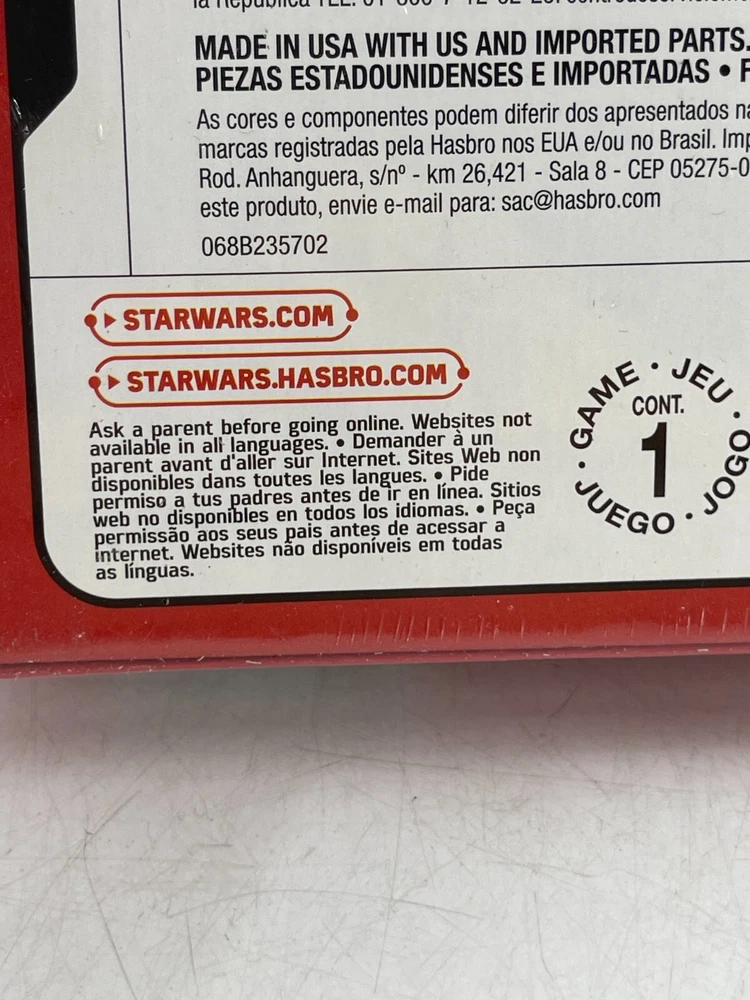 MADE IN USA WITH US AND IMPORTED PARTS.
PIEZAS ESTADOUNIDENSES E IMPORTADAS •
As cores e componentes podem diferir dos apresentados
marcas registradas pela Hasbro nos EUA e/ou no Brasil.
Rod. Anhanguera, s/nº - km 26,421 - Sala 8 - CEP 05275-0
este produto, envie e-mail para: sac@hasbro.com
068B235702
STARWARS.COM
STARWARS.HASBRO.COM
Ask a parent before going online. Websites not
available in all languages. • Demander à un
parent avant d'aller sur Internet. Sites Web non
disponibles dans toutes les langues. • Pide
permiso a tus padres antes de ir en línea. Sitios
web no disponibles en todos los idiomas. • Peça
permissão aos seus pais antes de acessar a
internet. Websites não disponíveis em todas
as línguas.
GAME • JEU • JOGO • JUEGO •
CONT.
1